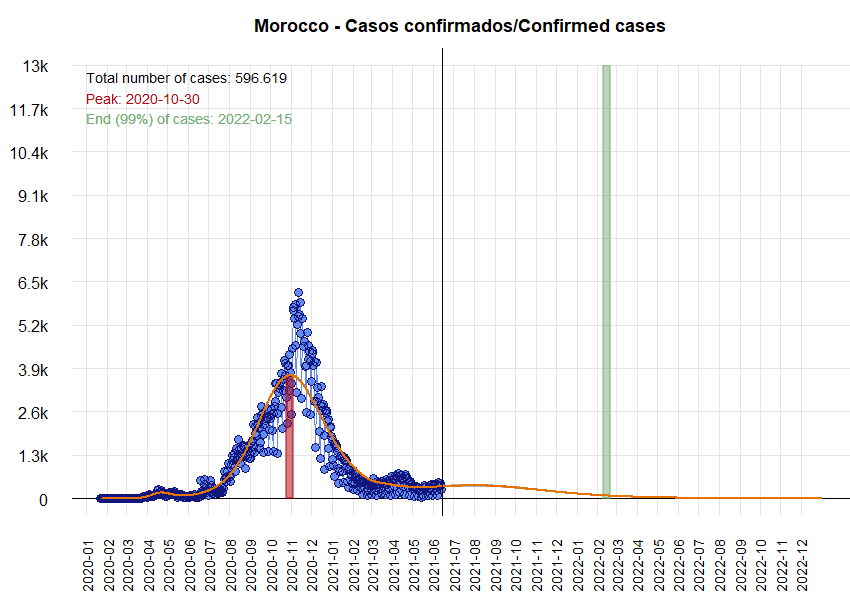 Morocco - Casos confirmados/Confirmed cases
13k
11.7k
10.4k
9.1k
7.8k
6.5k
5.2k
3.9k
2.6k
1.3k
0
Total number of cases: 596.619
Peak: 2020-10-30
End (99%) of cases: 2022-02-15
2020-01
2020-02
2020-03
2020-04
2020-05
2020-06
2020-07
2020-08
2020-09
2020-10
2020-11
2020-12
2021-01
2021-02
2021-03
2021-04
2021-05
2021-06
2021-07
2021-08
2021-09
2021-10
2021-11
2021-12
2022-01
2022-02
2022-03
2022-04
2022-05
2022-06
2022-07
2022-08
2022-09
2022-10
2022-11
2022-12